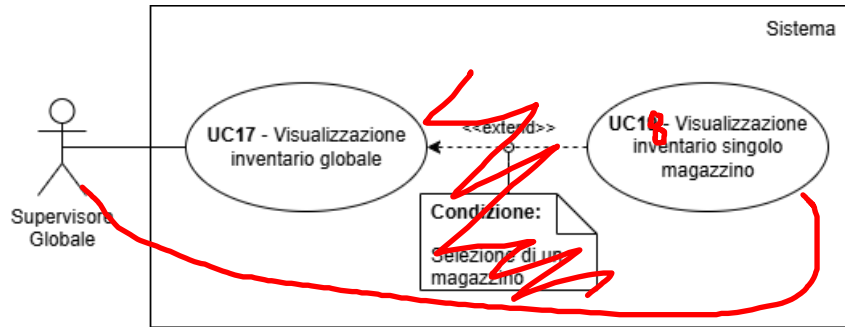 Sistema
UC17 - Visualizzazione
inventario globale
<<extend>>
UC18 - Visualizzazione
inventario singolo
magazzino
Condizione:
Selezione di un
magazzino
Supervisore
Globale